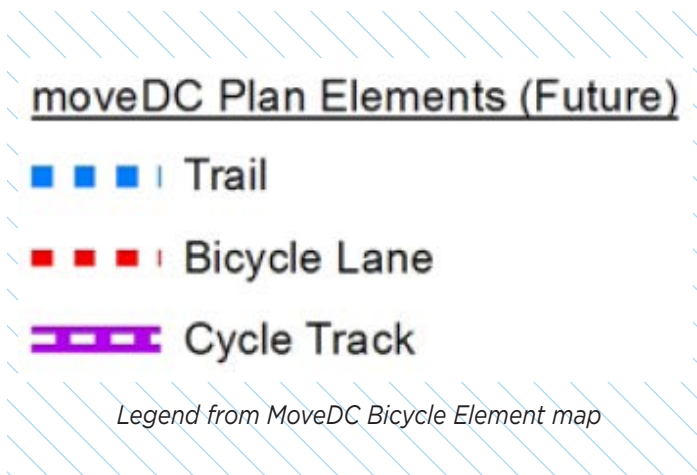 moveDC Plan Elements (Future)
Trail
Bicycle Lane
Cycle Track
Legend from MoveDC Bicycle Element map